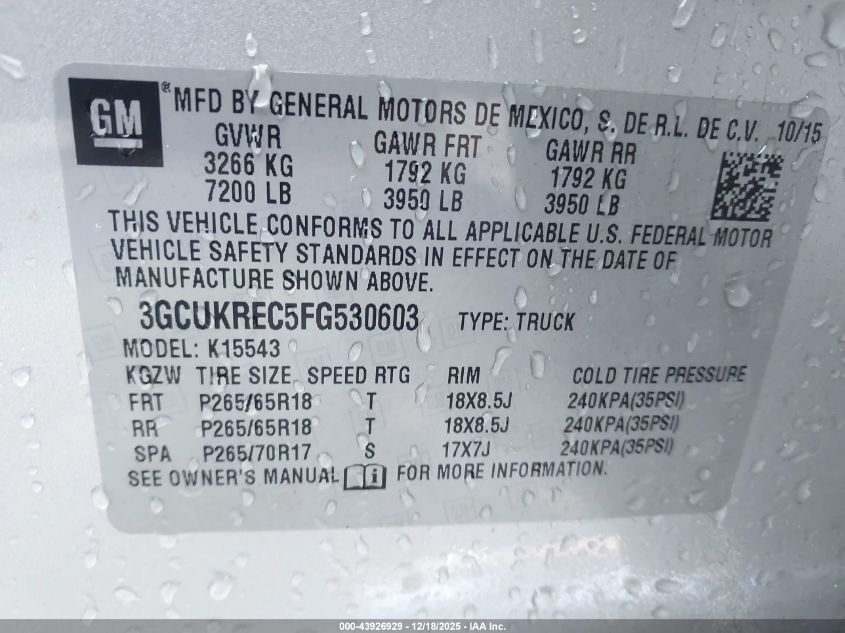 GM ® MFD BY GENERAL MOTORS DE MEXICO, S. DE R.L. DE C.V. 10/15
GVWR GAWR FRT GAWR RR
3266 KG 1792 KG 1792 KG
7200 LB 3950 LB 3950 LB
THIS VEHICLE CONFORMS TO ALL APPLICABLE U.S. FEDERAL MOTOR
VEHICLE SAFETY STANDARDS IN EFFECT ON THE DATE OF
MANUFACTURE SHOWN ABOVE.
3GCUKREC5FG530603 TYPE: TRUCK
MODEL: K15543
KGZW TIRE SIZE SPEED RTG RIM COLD TIRE PRESSURE
FRT P265/65R18 T 18X8.5J 240KPA(35PSI)
RR P265/65R18 T 18X8.5J 240KPA(35PSI)
SPA P265/70R17 S 17X7J 240KPA(35PSI)
SEE OWNER'S MANUAL FOR MORE INFORMATION.
000-43926929 - 12/18/2025 - IAA Inc.